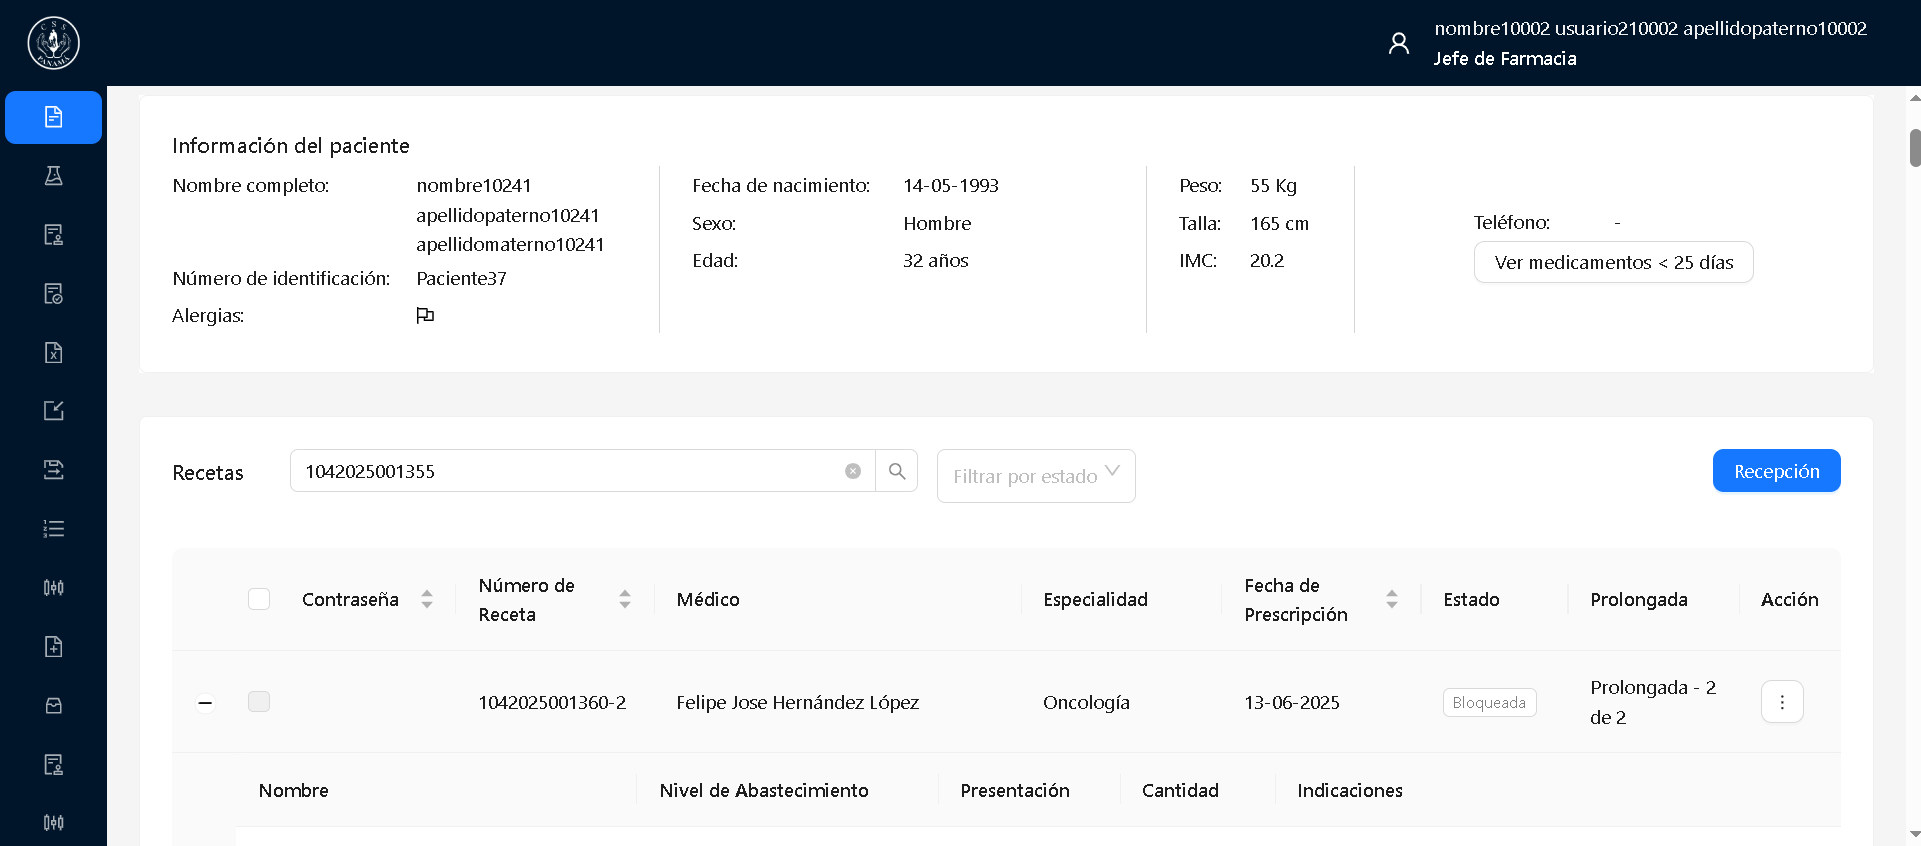 CSS
PANAMA
nombre10002 usuario210002 apellidopaterno10002
Jefe de Farmacia
Información del paciente
Nombre completo: nombre10241
apellidopaterno10241
apellidomaterno10241
Número de identificación: Paciente37
Alergias:
Fecha de nacimiento: 14-05-1993
Sexo: Hombre
Edad: 32 años
Peso: 55 Kg
Talla: 165 cm
IMC: 20.2
Teléfono: -
Ver medicamentos < 25 días
Recetas 1042025001355 Filtrar por estado Recepción
Contraseña Número de Receta Médico Especialidad Fecha de Prescripción Estado Prolongada Acción
1042025001360-2 Felipe Jose Hernández López Oncología 13-06-2025 Bloqueada Prolongada - 2 de 2
Nombre Nivel de Abastecimiento Presentación Cantidad Indicaciones